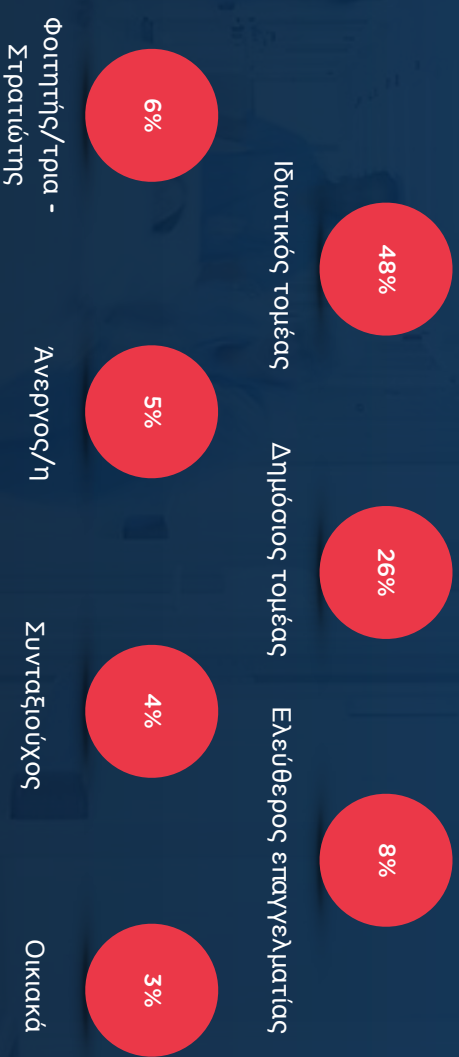 48%
Ιδιωτικός τομέας
26%
Δημόσιος τομέας
8%
Ελεύθερος επαγγελματίας
6%
Φοιτητής/τρια -
Στρατιώτης
5%
Άνεργος/η
4%
Συνταξιούχος
3%
Οικιακά